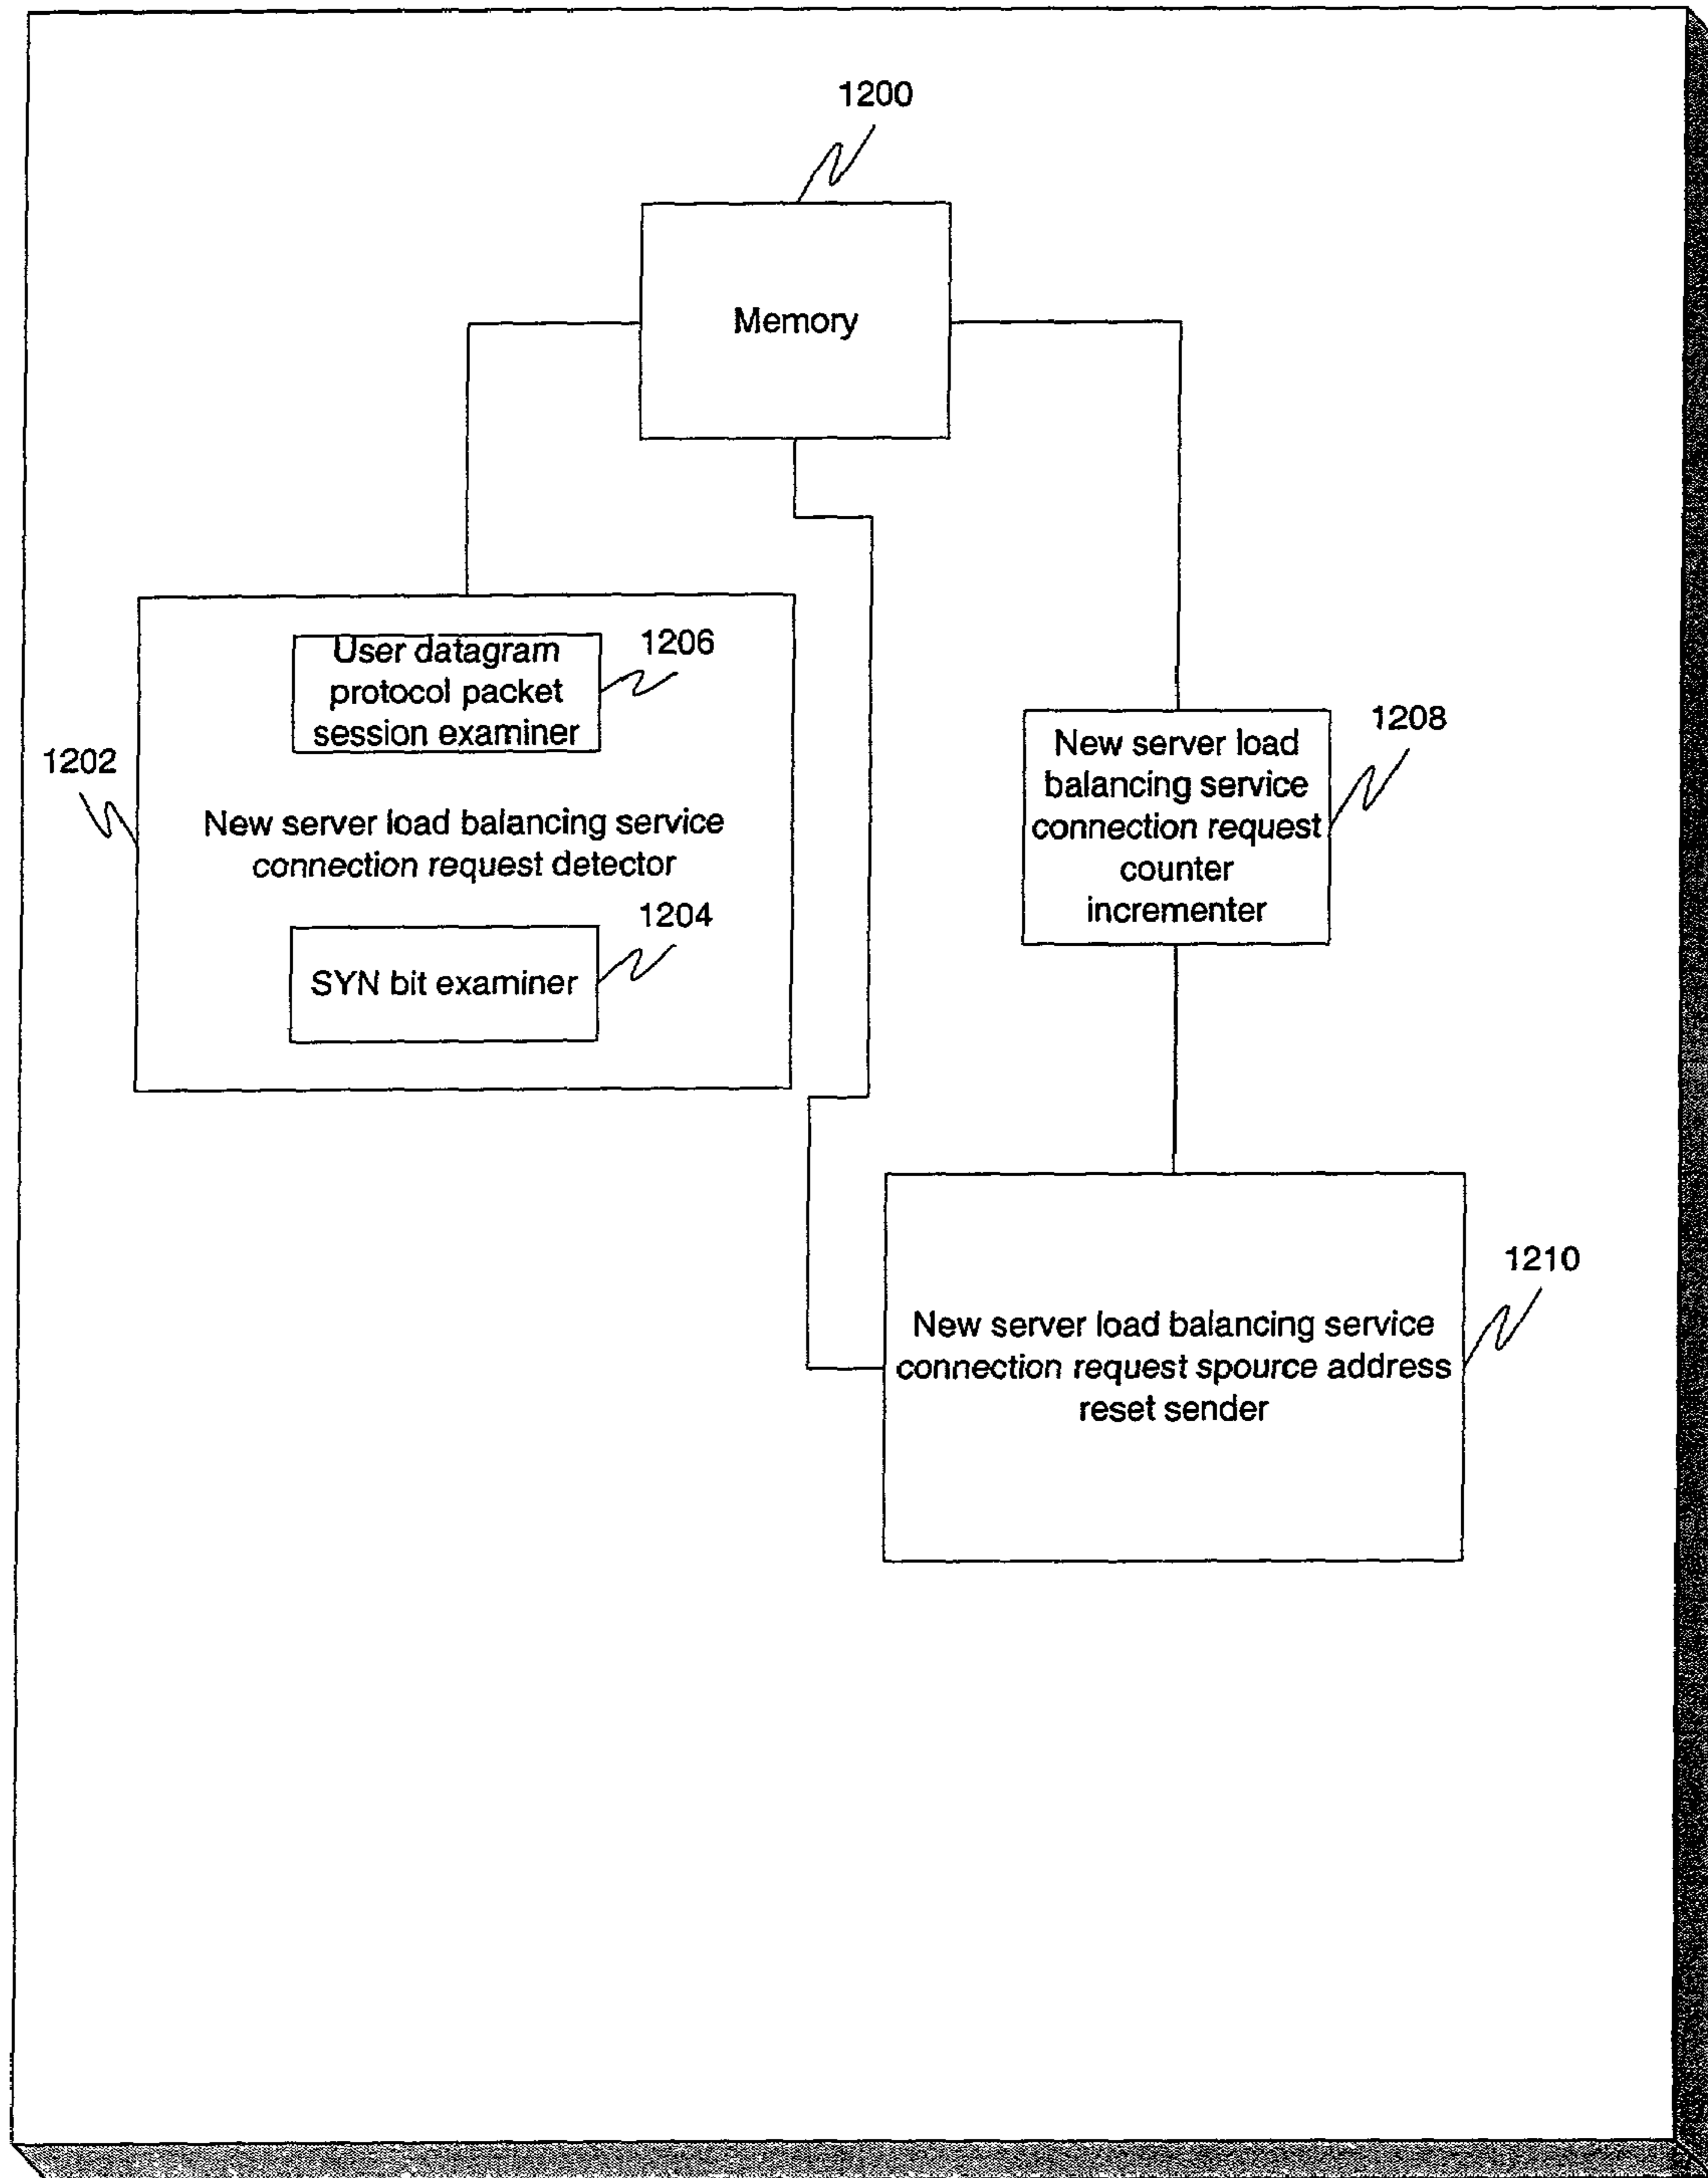 1200
Memory
1206
User datagram
protocol packet
session examiner
1202
New server load balancing service
connection request detector
1204
SYN bit examiner
1208
New server load
balancing service
connection request
counter
incrementer
1210
New server load balancing service
connection request spource address
reset sender